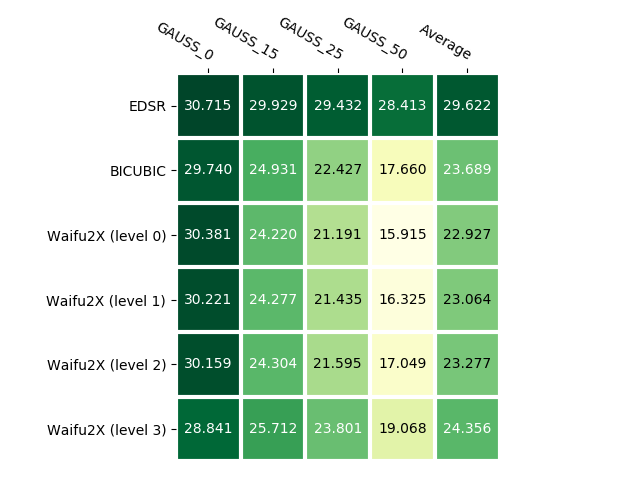 GAUSS_0 GAUSS_15 GAUSS_25 GAUSS_50 Average
EDSR 30.715 29.929 29.432 28.413 29.622
BICUBIC 29.740 24.931 22.427 17.660 23.689
Waifu2X (level 0) 30.381 24.220 21.191 15.915 22.927
Waifu2X (level 1) 30.221 24.277 21.435 16.325 23.064
Waifu2X (level 2) 30.159 24.304 21.595 17.049 23.277
Waifu2X (level 3) 28.841 25.712 23.801 19.068 24.356